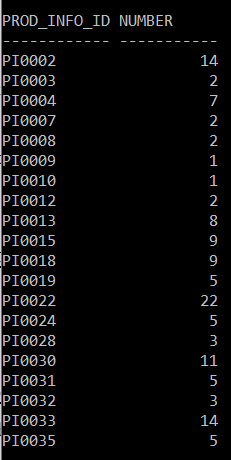 PROD_INFO_ID NUMBER
------------ -----------
PI0002 14
PI0003 2
PI0004 7
PI0007 2
PI0008 2
PI0009 1
PI0010 1
PI0012 2
PI0013 8
PI0015 9
PI0018 9
PI0019 5
PI0022 22
PI0024 5
PI0028 3
PI0030 11
PI0031 5
PI0032 3
PI0033 14
PI0035 5